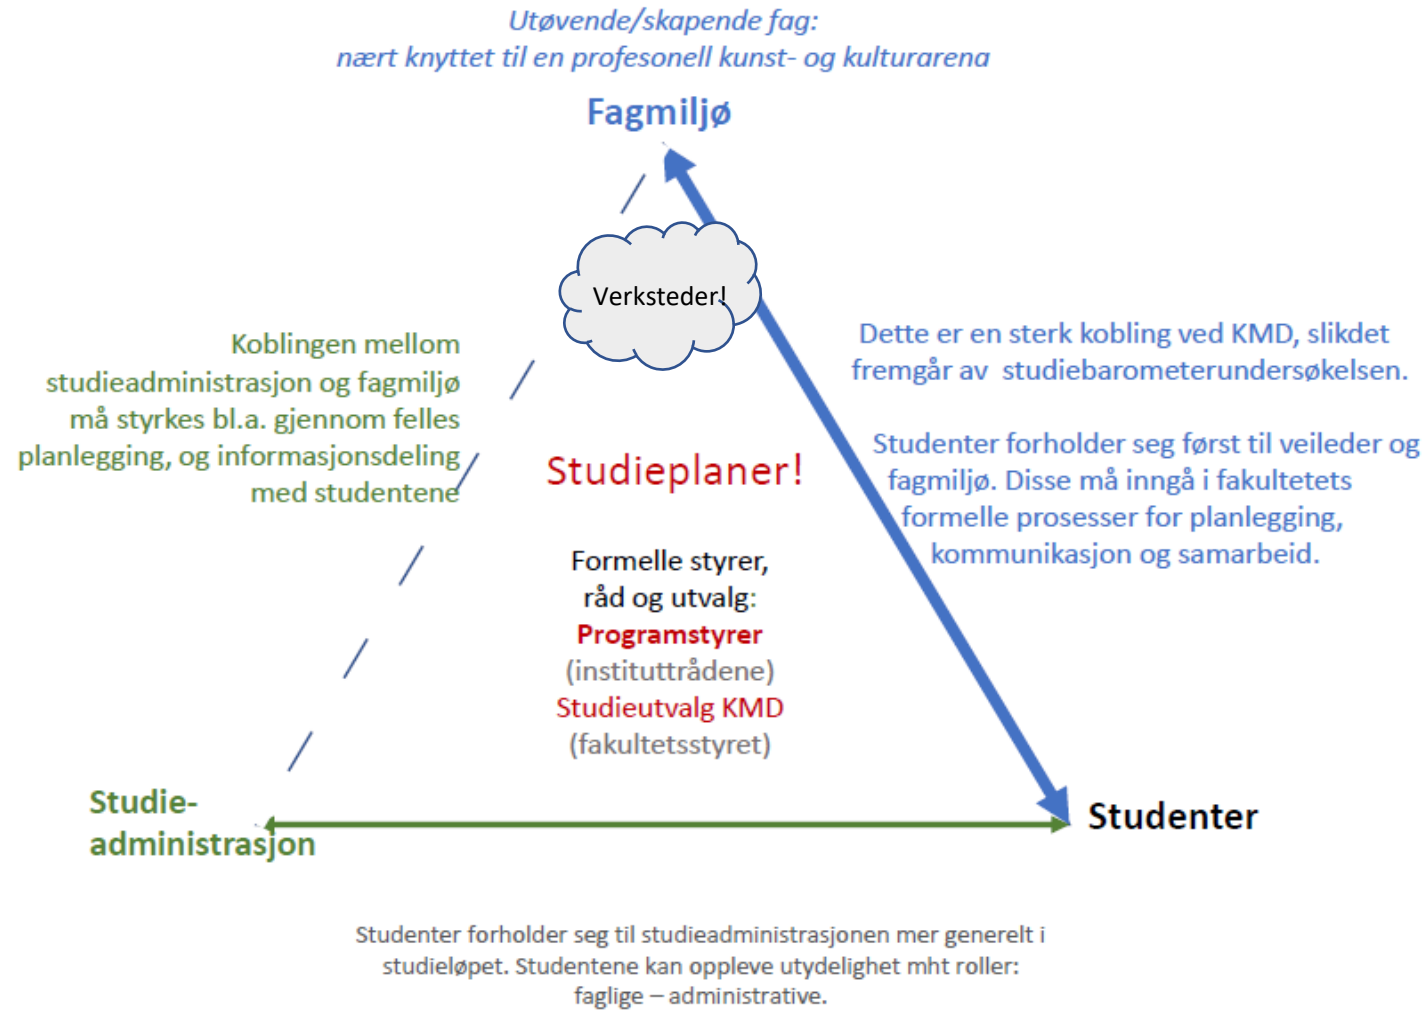 Utøvende/skapende fag:
nært knyttet til en profesonell kunst- og kulturarena
Fagmiljø
Verksteder!
Koblingen mellom
studieadministrasjon og fagmiljø
må styrkes bl.a. gjennom felles
planlegging, og informasjonsdeling
med studentene
Dette er en sterk kobling ved KMD, slikdet
fremgår av studiebarometerundersøkelsen.
Studenter forholder seg først til veileder og
fagmiljø. Disse må inngå i fakultetets
formelle prosesser for planlegging,
kommunikasjon og samarbeid.
Studieplaner!
Formelle styrer,
råd og utvalg:
Programstyrer
(instituttrådene)
Studieutvalg KMD
(fakultetsstyret)
Studie-
administrasjon
Studenter
Studenter forholder seg til studieadministrasjonen mer generelt i
studieløpet. Studentene kan oppleve utydelighet mht roller:
faglige – administrative.